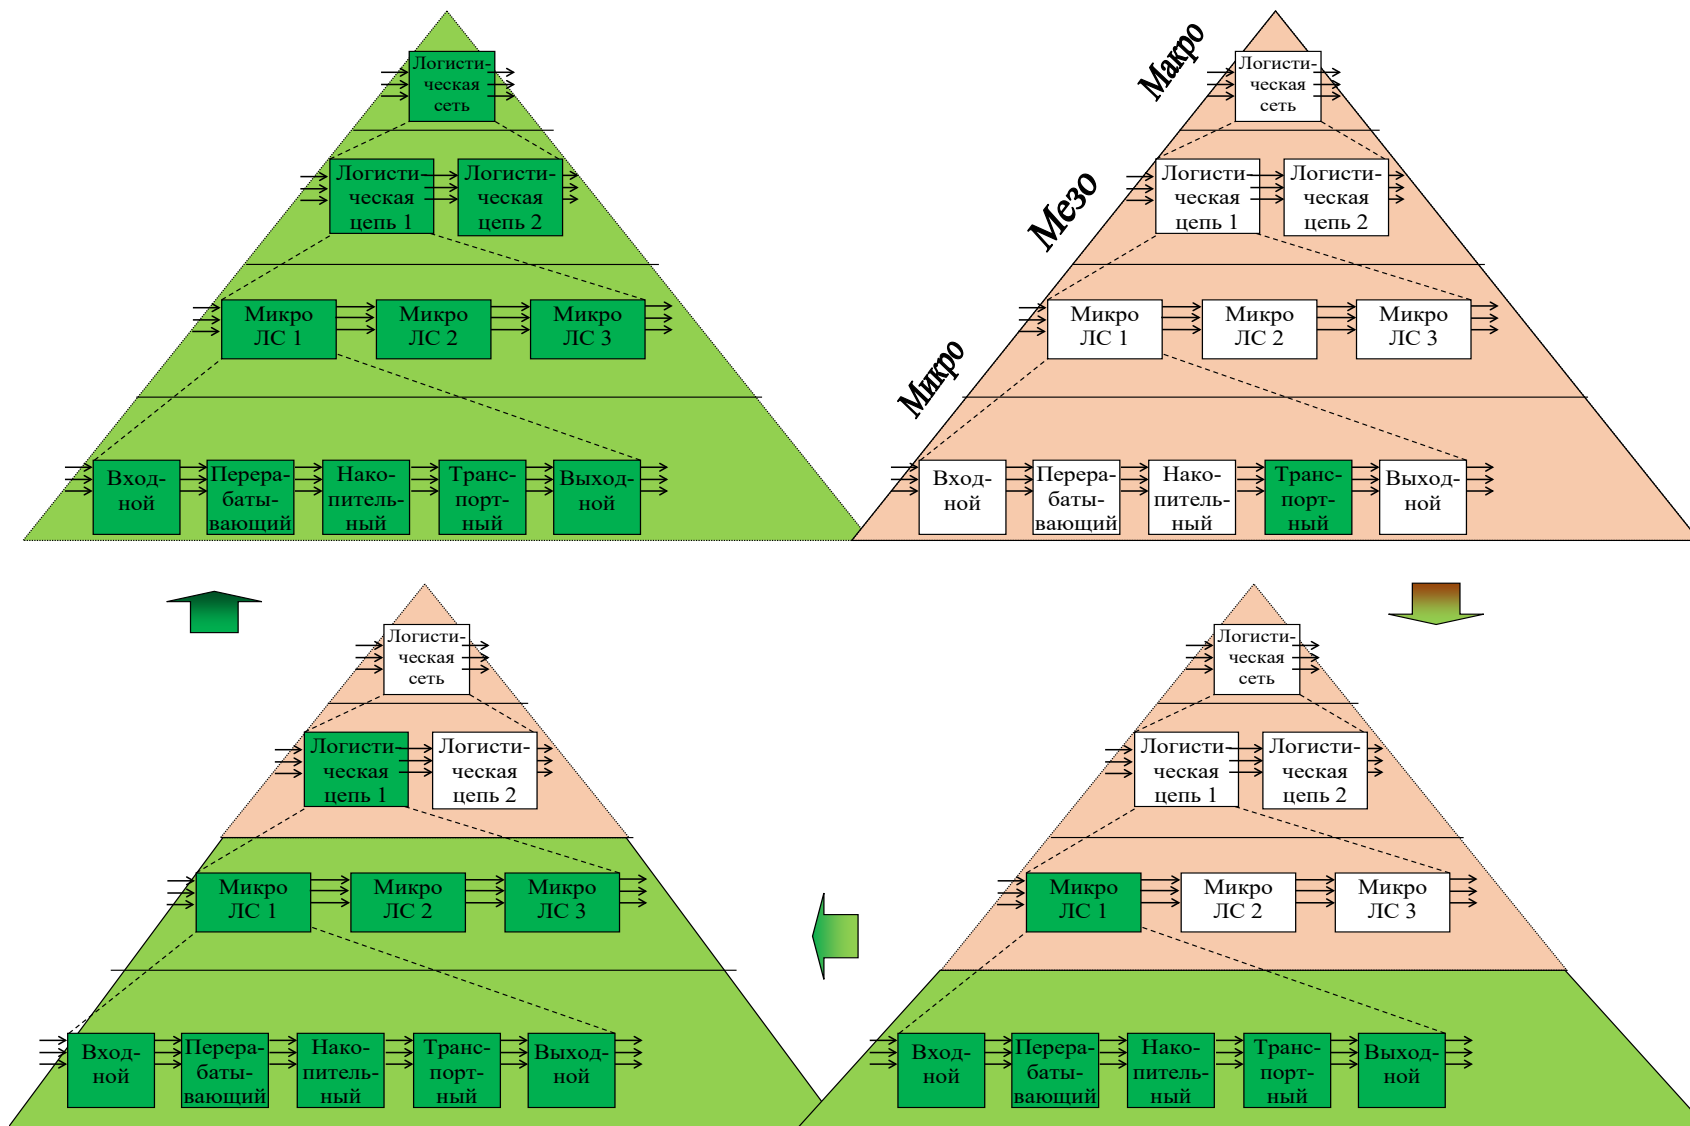 Логисти-
ческая
сеть
Логисти-
ческая
цепь 1
Логисти-
ческая
цепь 2
Микро
ЛС 1
Микро
ЛС 2
Микро
ЛС 3
Вход-
ной
Перера-
баты-
вающий
Нако-
питель-
ный
Транс-
порт-
ный
Выход-
ной
Макро
Мезо
Микро
Логисти-
ческая
сеть
Логисти-
ческая
цепь 1
Логисти-
ческая
цепь 2
Микро
ЛС 1
Микро
ЛС 2
Микро
ЛС 3
Вход-
ной
Перера-
баты-
вающий
Нако-
питель-
ный
Транс-
порт-
ный
Выход-
ной
Логисти-
ческая
сеть
Логисти-
ческая
цепь 1
Логисти-
ческая
цепь 2
Микро
ЛС 1
Микро
ЛС 2
Микро
ЛС 3
Вход-
ной
Перера-
баты-
вающий
Нако-
питель-
ный
Транс-
порт-
ный
Выход-
ной
Логисти-
ческая
сеть
Логисти-
ческая
цепь 1
Логисти-
ческая
цепь 2
Микро
ЛС 1
Микро
ЛС 2
Микро
ЛС 3
Вход-
ной
Перера-
баты-
вающий
Нако-
питель-
ный
Транс-
порт-
ный
Выход-
ной